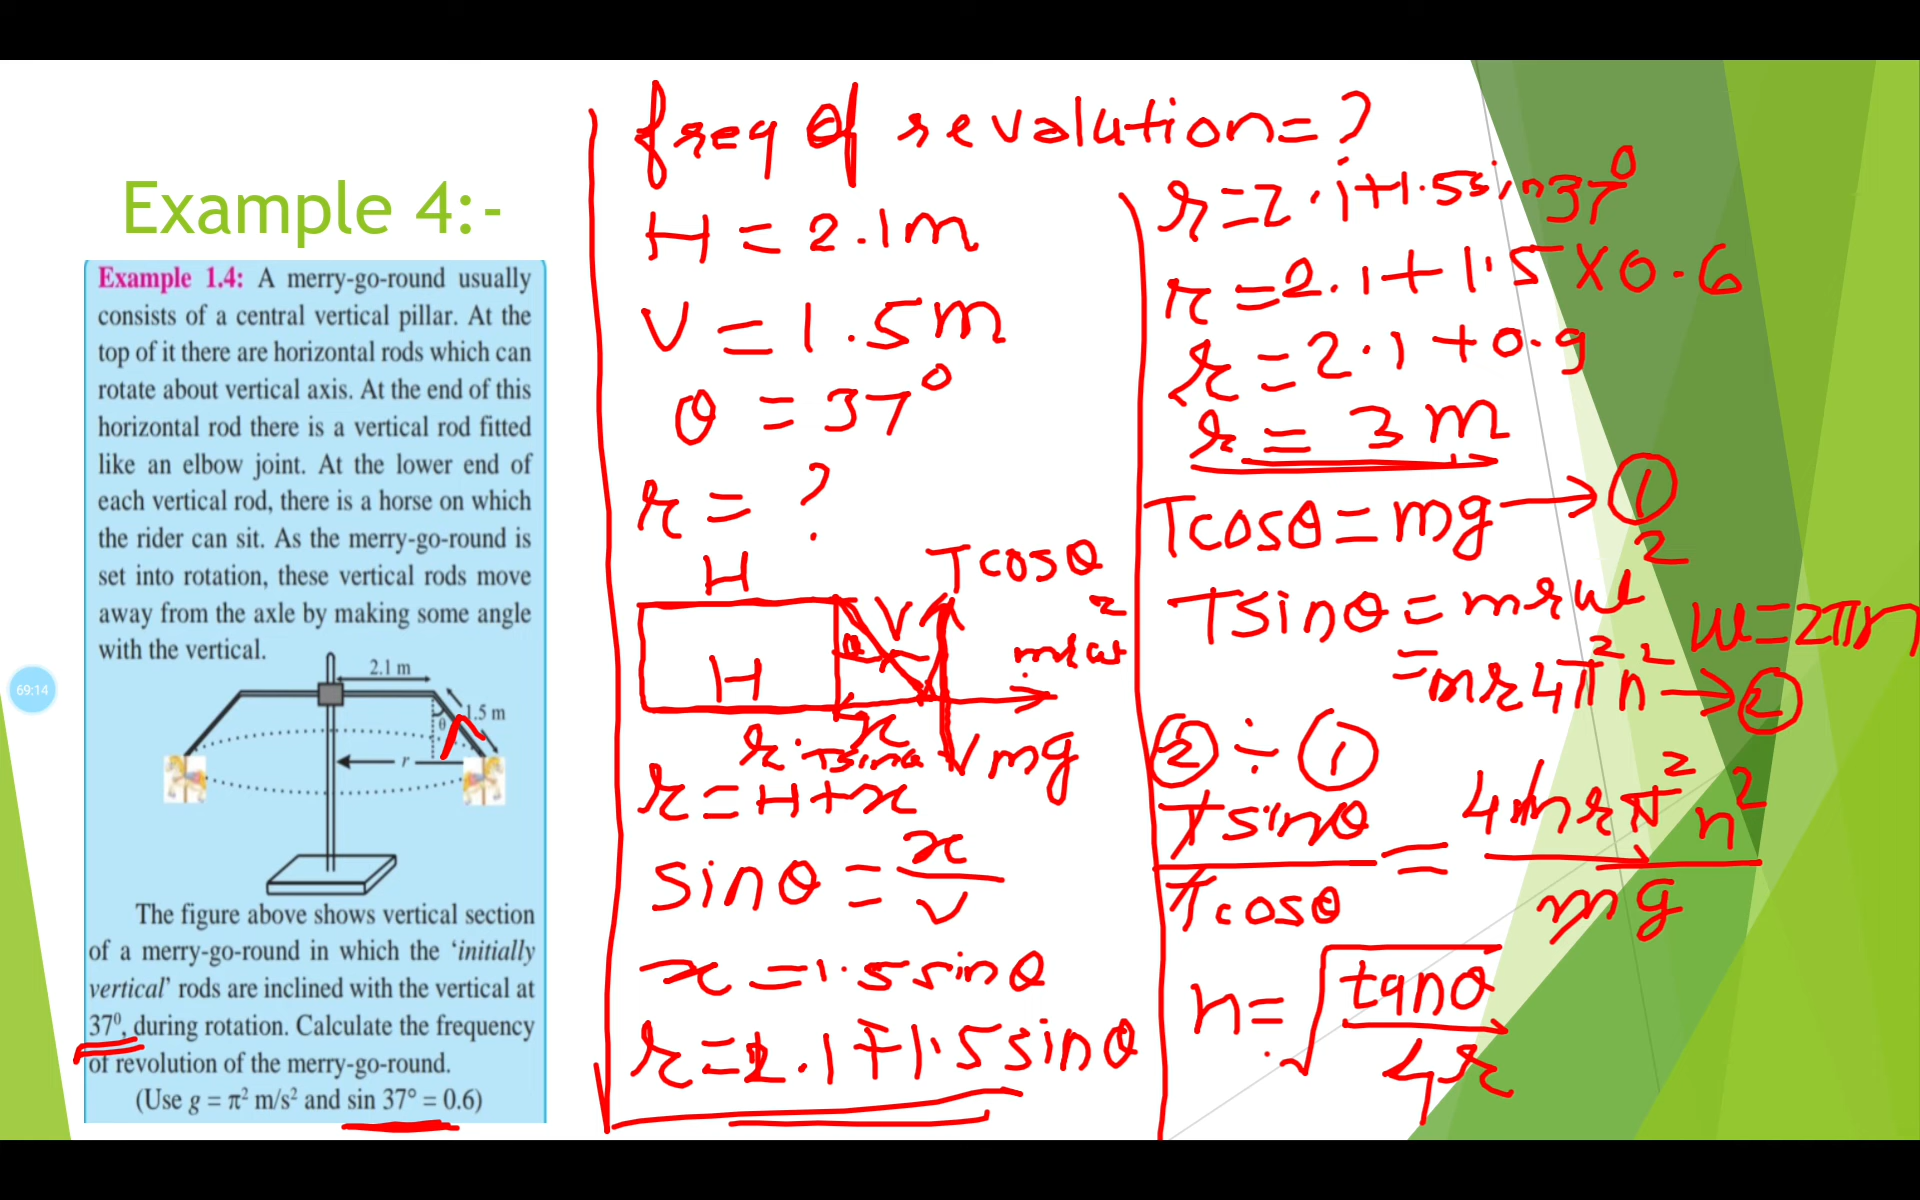 Example 4:-
Example 1.4: A merry-go-round usually
consists of a central vertical pillar. At the
top of it there are horizontal rods which can
rotate about vertical axis. At the end of this
horizontal rod there is a vertical rod fitted
like an elbow joint. At the lower end of
each vertical rod, there is a horse on which
the rider can sit. As the merry-go-round is
set into rotation, these vertical rods move
away from the axle by making some angle
with the vertical.
2.1 m
1.5 m
θ
r
69:14
The figure above shows vertical section
of a merry-go-round in which the ‘initially
vertical’ rods are inclined with the vertical at
37⁰, during rotation. Calculate the frequency
of revolution of the merry-go-round.
(Use g = π² m/s² and sin 37° = 0.6)
freq of revalution=?
H = 2.1m
V = 1.5m
θ = 37⁰
r = ?
H
Tcosθ
V
θ
H
mrω²
x
r
Tsinθ
mg
r=H+x
sinθ = x/V
x=1.5sinθ
r=2.1+1.5sinθ
r=2.1+1.5sin37⁰
r=2.1+1.5×0.6
r=2.1+0.9
r= 3m
Tcosθ=mg→①
Tsinθ=mrω²
ω=2πn
=mr4π²n²→②
②÷①
Tsinθ/Tcosθ = 4mrπ²n²/mg
n=√tanθ/4r